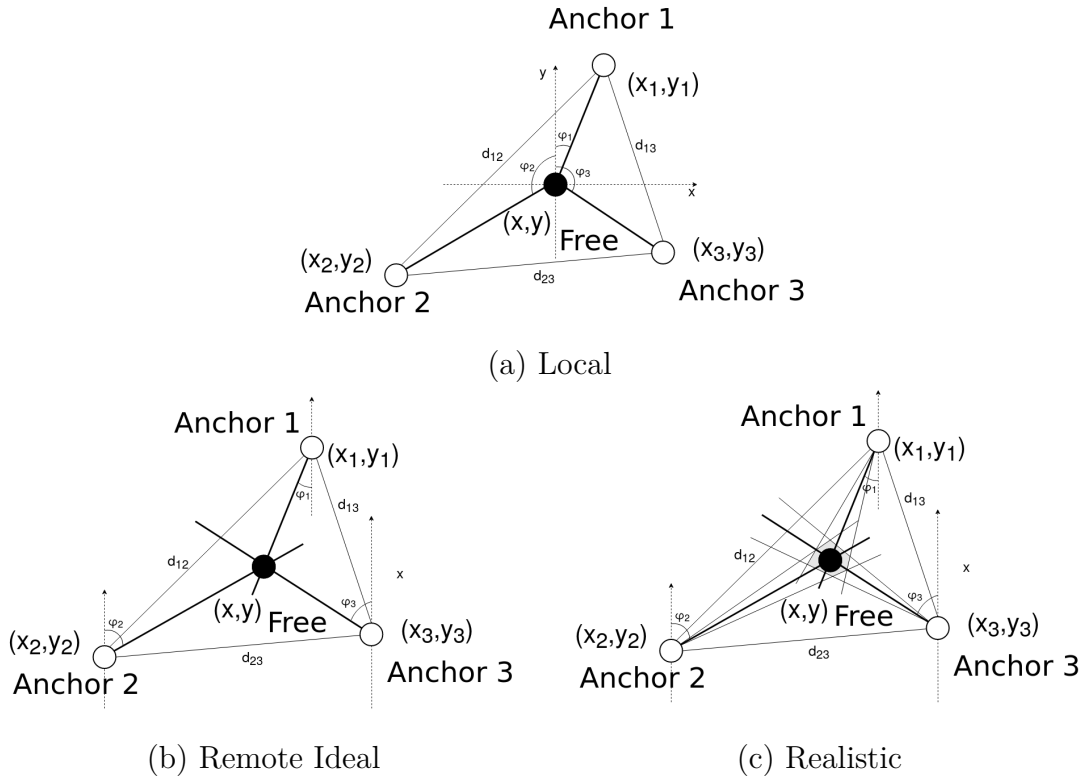 Anchor 1
y
(x1,y1)
φ1
d12
d13
φ2
φ3
x
(x,y)
Free
(x2,y2)
(x3,y3)
d23
Anchor 2
Anchor 3
(a) Local
Anchor 1
(x1,y1)
φ1
d13
d12
x
φ3
(x,y)
φ2
Free
(x2,y2)
(x3,y3)
d23
Anchor 2
Anchor 3
(b) Remote Ideal
Anchor 1
(x1,y1)
φ1
d13
d12
x
φ3
(x,y)
φ2
Free
(x2,y2)
(x3,y3)
d23
Anchor 2
Anchor 3
(c) Realistic